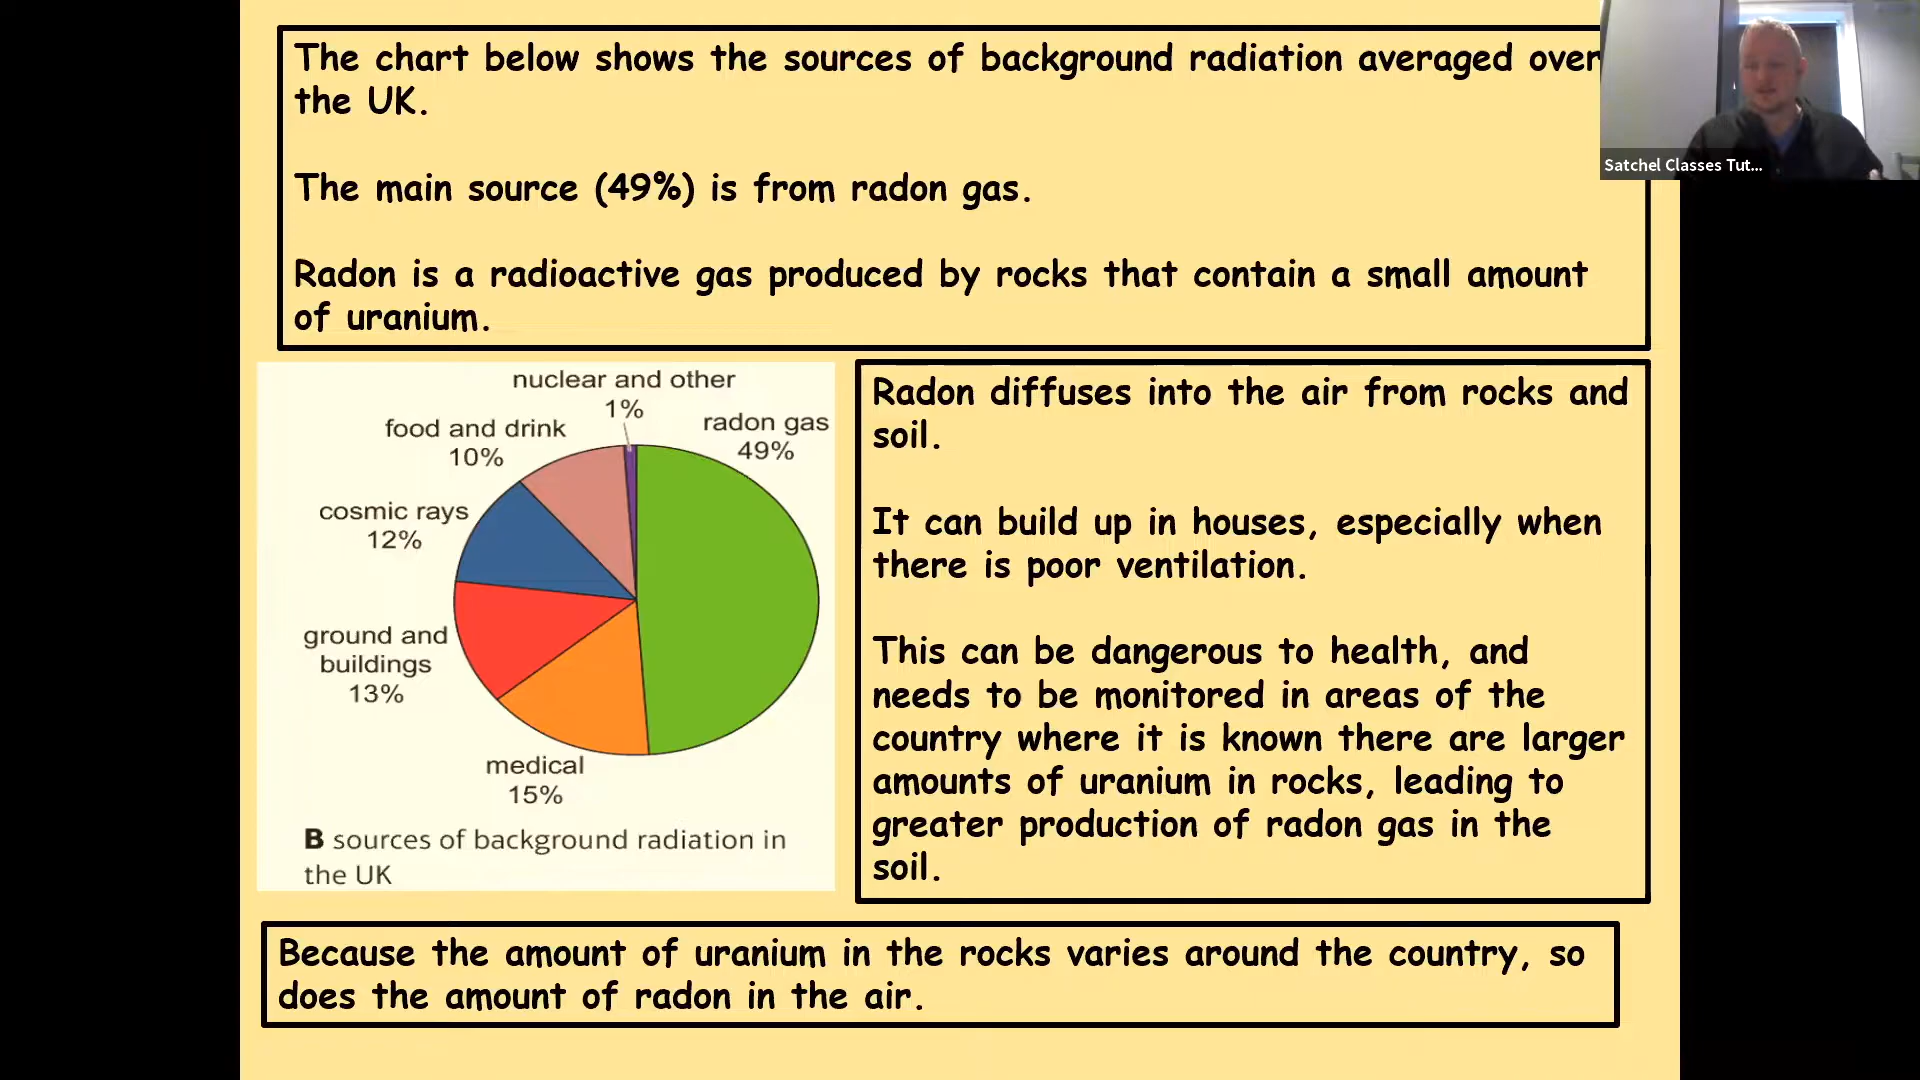 The chart below shows the sources of background radiation averaged over
the UK.
The main source (49%) is from radon gas.
Radon is a radioactive gas produced by rocks that contain a small amount
of uranium.
Satchel Classes Tut...
nuclear and other
1%
radon gas
49%
food and drink
10%
cosmic rays
12%
ground and
buildings
13%
medical
15%
B sources of background radiation in
the UK
Radon diffuses into the air from rocks and
soil.
It can build up in houses, especially when
there is poor ventilation.
This can be dangerous to health, and
needs to be monitored in areas of the
country where it is known there are larger
amounts of uranium in rocks, leading to
greater production of radon gas in the
soil.
Because the amount of uranium in the rocks varies around the country, so
does the amount of radon in the air.